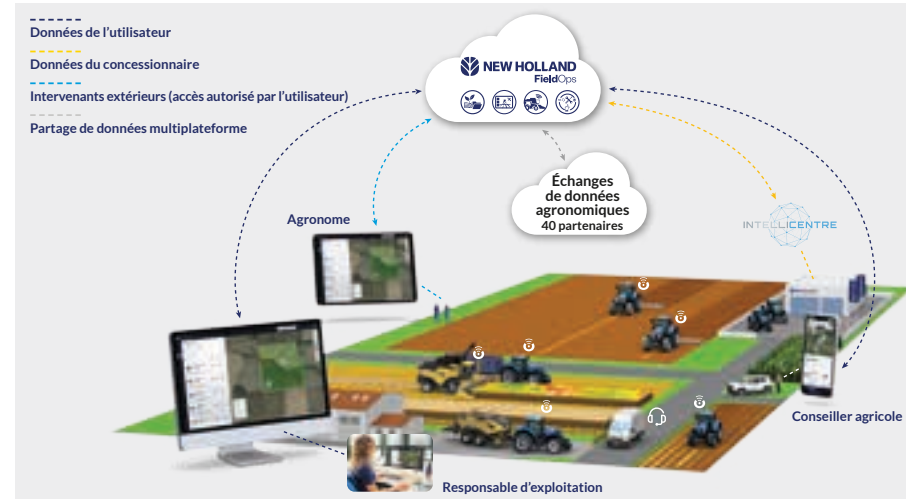 Données de l'utilisateur
Données du concessionnaire
Intervenants extérieurs (accès autorisé par l'utilisateur)
Partage de données multiplateforme
NEW HOLLAND
FieldOps
Échanges
de données
agronomiques
40 partenaires
Agronome
INTELLICENTRE
Conseiller agricole
Responsable d'exploitation